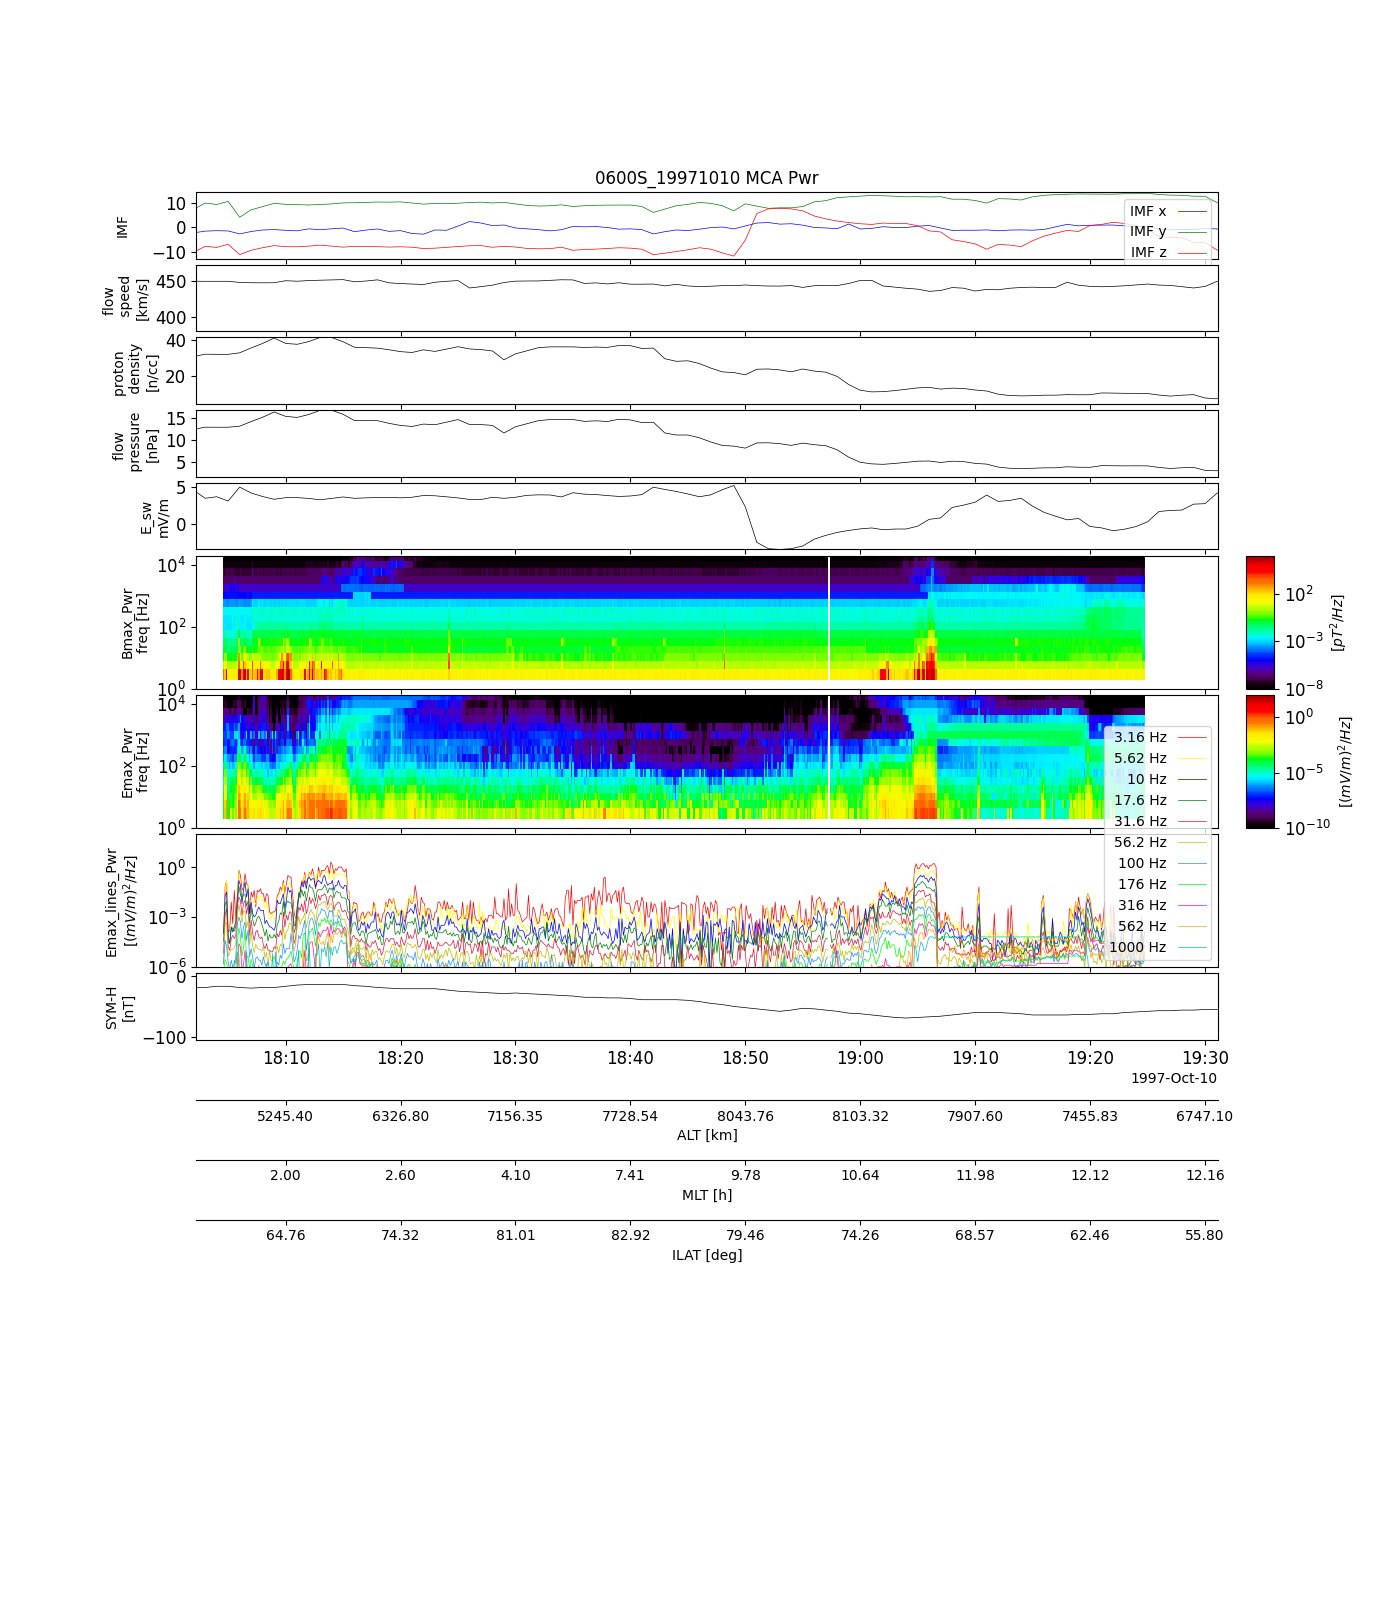 0600S_19971010 MCA Pwr
IMF
10
0
−10
IMF x
IMF y
IMF z
flow
speed
[km/s]
450
400
proton
density
[n/cc]
40
20
flow
pressure
[nPa]
15
10
5
E_sw
mV/m
5
0
Bmax_Pwr
freq [Hz]
10^4
10^2
10^0
10^2
10^−3
10^−8
[pT^2/Hz]
Emax_Pwr
freq [Hz]
10^4
10^2
10^0
10^0
10^−5
10^−10
[(mV/m)^2/Hz]
3.16 Hz
5.62 Hz
10 Hz
17.6 Hz
31.6 Hz
56.2 Hz
100 Hz
176 Hz
316 Hz
562 Hz
1000 Hz
Emax_lines_Pwr
[(mV/m)^2/Hz]
10^0
10^−3
10^−6
SYM-H
[nT]
0
−100
18:10 18:20 18:30 18:40 18:50 19:00 19:10 19:20 19:30
1997-Oct-10
5245.40 6326.80 7156.35 7728.54 8043.76 8103.32 7907.60 7455.83 6747.10
ALT [km]
2.00 2.60 4.10 7.41 9.78 10.64 11.98 12.12 12.16
MLT [h]
64.76 74.32 81.01 82.92 79.46 74.26 68.57 62.46 55.80
ILAT [deg]